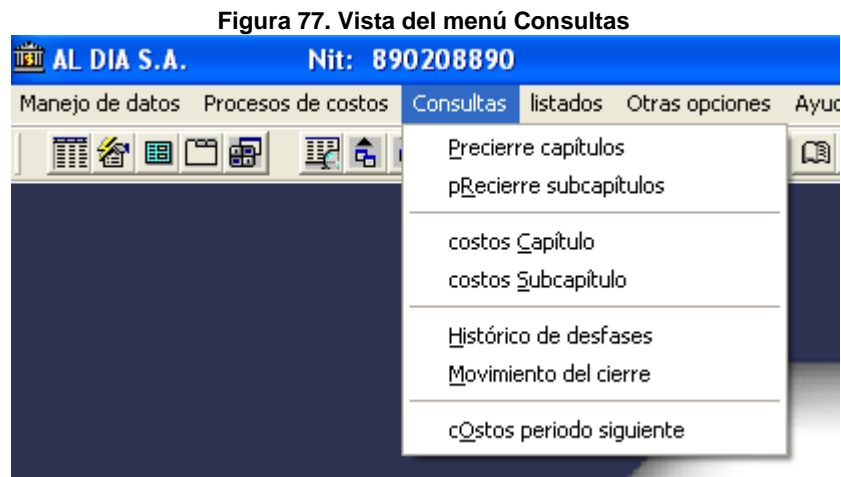 Figura 77. Vista del menú Consultas
AL DIA S.A. Nit: 890208890
Manejo de datos Procesos de costos Consultas listados Otras opciones Ayuc
Precierre capítulos
pRecierre subcapítulos
costos Capítulo
costos Subcapítulo
Histórico de desfases
Movimiento del cierre
cOstos periodo siguiente